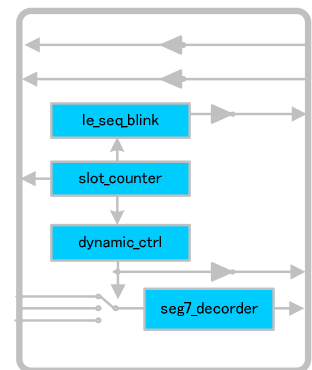 le_seq_blink
slot_counter
dynamic_ctrl
seg7_decorder